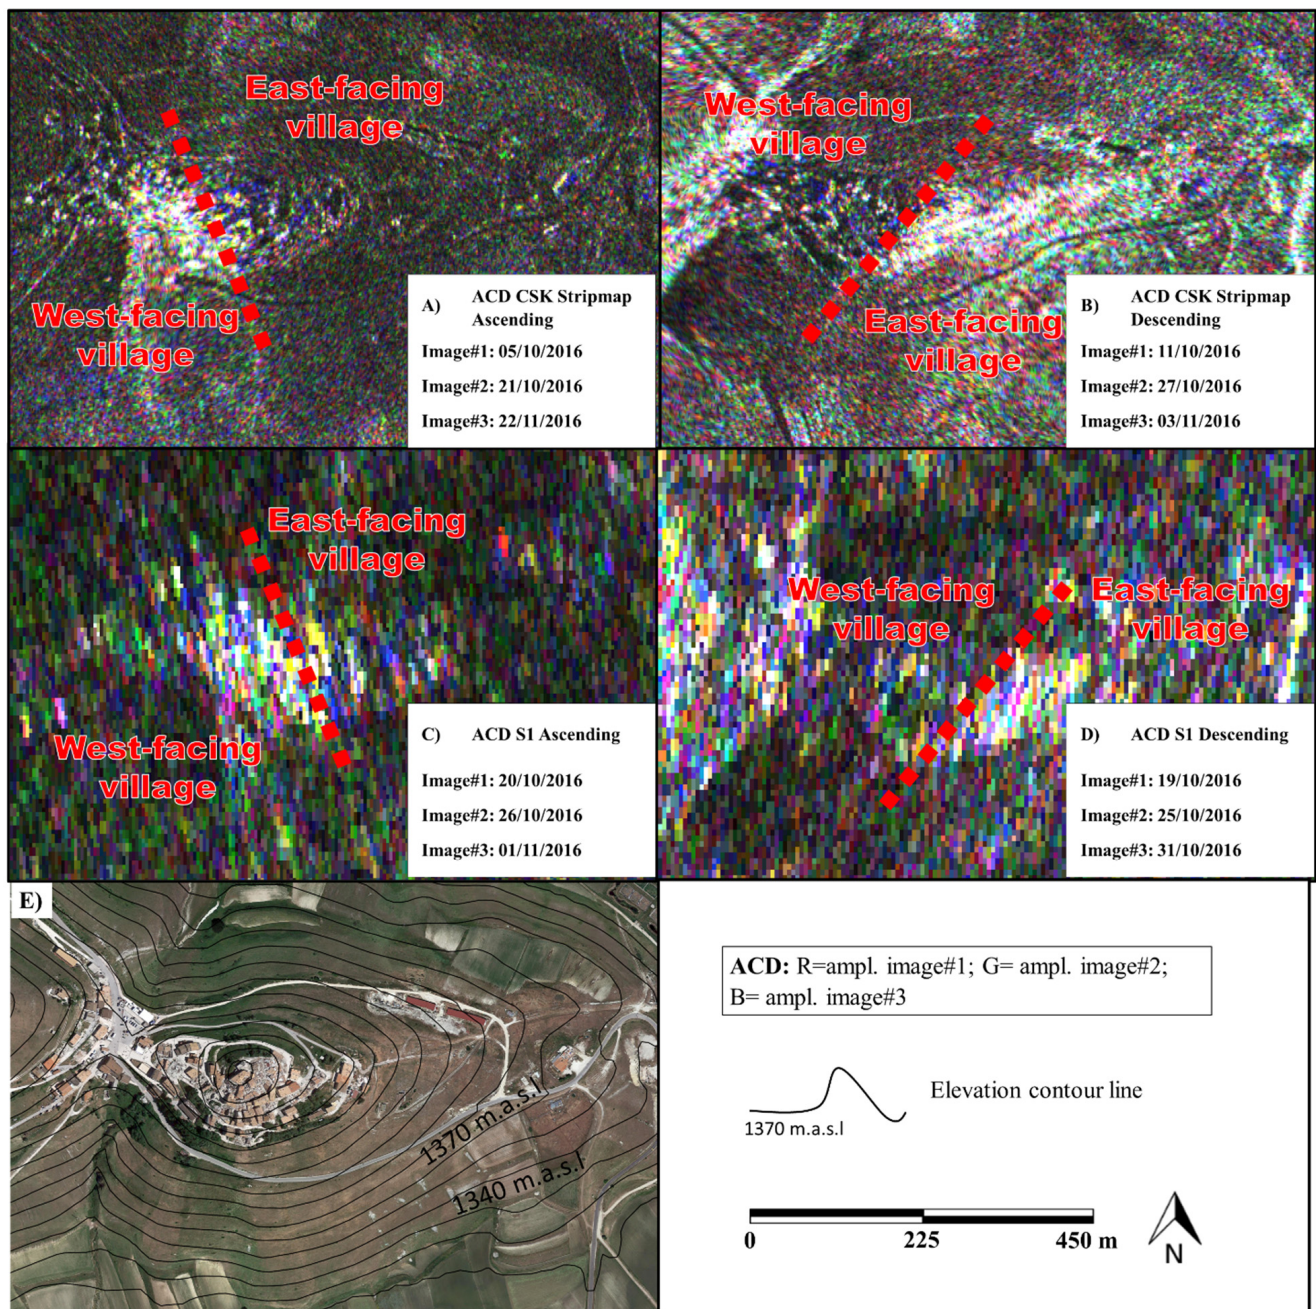 East-facing
village
West-facing
village
A) ACD CSK Stripmap
Ascending
Image#1: 05/10/2016
Image#2: 21/10/2016
Image#3: 22/11/2016
West-facing
village
East-facing
village
B) ACD CSK Stripmap
Descending
Image#1: 11/10/2016
Image#2: 27/10/2016
Image#3: 03/11/2016
East-facing
village
West-facing
village
C) ACD S1 Ascending
Image#1: 20/10/2016
Image#2: 26/10/2016
Image#3: 01/11/2016
West-facing
village
East-facing
village
D) ACD S1 Descending
Image#1: 19/10/2016
Image#2: 25/10/2016
Image#3: 31/10/2016
E)
1370 m.a.s.l
1340 m.a.s.l
ACD: R=ampl. image#1; G= ampl. image#2;
B= ampl. image#3
Elevation contour line
1370 m.a.s.l
0 225 450 m
N